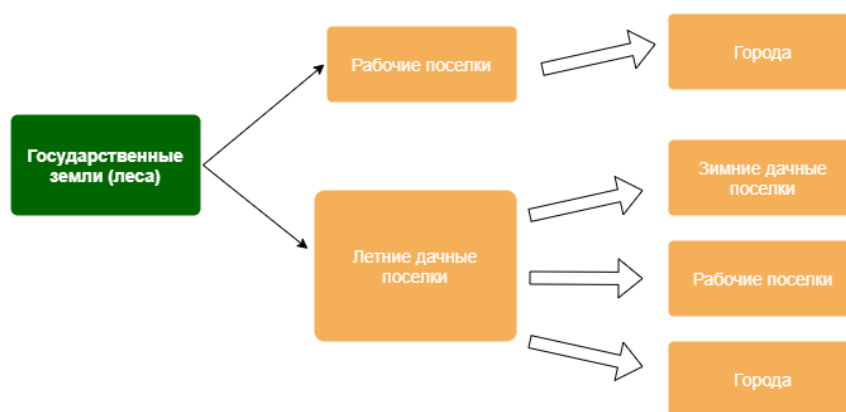 Рабочие поселки
Города
Государственные
земли (леса)
Зимние дачные
поселки
Летние дачные
поселки
Рабочие поселки
Города